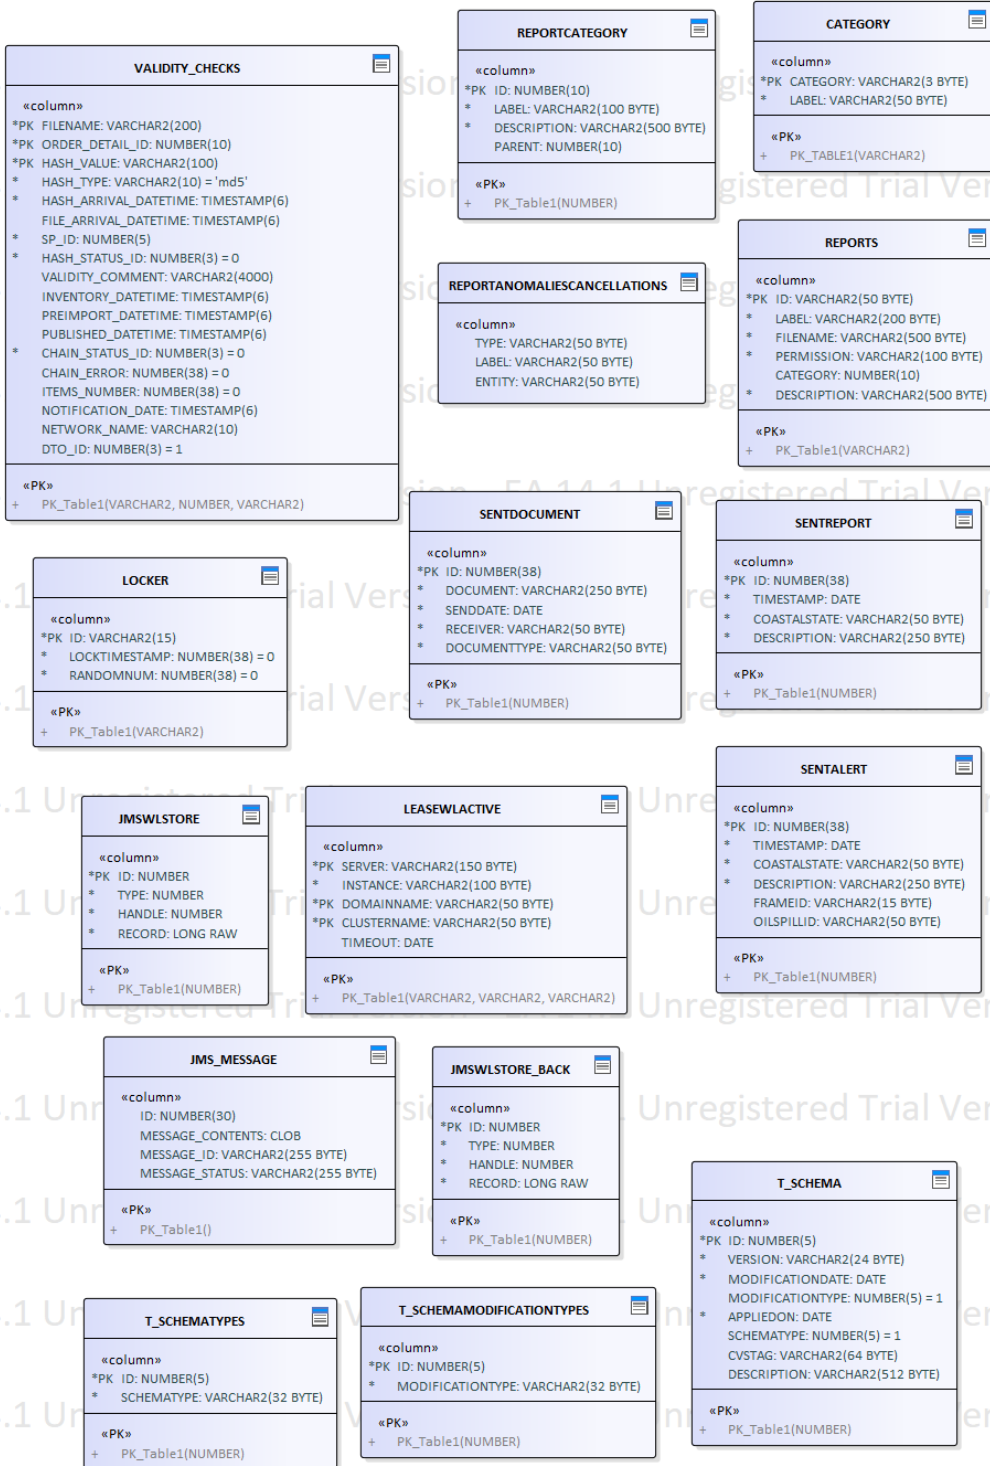 VALIDITY_CHECKS
«column»
*PK FILENAME: VARCHAR2(200)
*PK ORDER_DETAIL_ID: NUMBER(10)
*PK HASH_VALUE: VARCHAR2(100)
* HASH_TYPE: VARCHAR2(10) = 'md5'
* HASH_ARRIVAL_DATETIME: TIMESTAMP(6)
FILE_ARRIVAL_DATETIME: TIMESTAMP(6)
* SP_ID: NUMBER(5)
* HASH_STATUS_ID: NUMBER(3) = 0
VALIDITY_COMMENT: VARCHAR2(4000)
INVENTORY_DATETIME: TIMESTAMP(6)
PREIMPORT_DATETIME: TIMESTAMP(6)
PUBLISHED_DATETIME: TIMESTAMP(6)
* CHAIN_STATUS_ID: NUMBER(3) = 0
CHAIN_ERROR: NUMBER(38) = 0
ITEMS_NUMBER: NUMBER(38) = 0
NOTIFICATION_DATE: TIMESTAMP(6)
NETWORK_NAME: VARCHAR2(10)
DTO_ID: NUMBER(3) = 1
«PK»
+ PK_Table1(VARCHAR2, NUMBER, VARCHAR2)
REPORTCATEGORY
«column»
*PK ID: NUMBER(10)
* LABEL: VARCHAR2(100 BYTE)
* DESCRIPTION: VARCHAR2(500 BYTE)
PARENT: NUMBER(10)
«PK»
+ PK_Table1(NUMBER)
CATEGORY
«column»
*PK CATEGORY: VARCHAR2(3 BYTE)
* LABEL: VARCHAR2(50 BYTE)
«PK»
+ PK_TABLE1(VARCHAR2)
REPORTANOMALIESCANCELLATIONS
«column»
TYPE: VARCHAR2(50 BYTE)
LABEL: VARCHAR2(50 BYTE)
ENTITY: VARCHAR2(50 BYTE)
REPORTS
«column»
*PK ID: VARCHAR2(50 BYTE)
* LABEL: VARCHAR2(200 BYTE)
* FILENAME: VARCHAR2(500 BYTE)
* PERMISSION: VARCHAR2(100 BYTE)
CATEGORY: NUMBER(10)
* DESCRIPTION: VARCHAR2(500 BYTE)
«PK»
+ PK_Table1(VARCHAR2)
LOCKER
«column»
*PK ID: VARCHAR2(15)
* LOCKTIMESTAMP: NUMBER(38) = 0
* RANDOMNUM: NUMBER(38) = 0
«PK»
+ PK_Table1(VARCHAR2)
SENTDOCUMENT
«column»
*PK ID: NUMBER(38)
* DOCUMENT: VARCHAR2(250 BYTE)
* SENDDATE: DATE
* RECEIVER: VARCHAR2(50 BYTE)
* DOCUMENTTYPE: VARCHAR2(50 BYTE)
«PK»
+ PK_Table1(NUMBER)
SENTREPORT
«column»
*PK ID: NUMBER(38)
* TIMESTAMP: DATE
* COASTALSTATE: VARCHAR2(50 BYTE)
* DESCRIPTION: VARCHAR2(250 BYTE)
«PK»
+ PK_Table1(NUMBER)
JMSWLSTORE
«column»
*PK ID: NUMBER
* TYPE: NUMBER
* HANDLE: NUMBER
* RECORD: LONG RAW
«PK»
+ PK_Table1(NUMBER)
LEASEWLACTIVE
«column»
*PK SERVER: VARCHAR2(150 BYTE)
* INSTANCE: VARCHAR2(100 BYTE)
*PK DOMAINNAME: VARCHAR2(50 BYTE)
*PK CLUSTERNAME: VARCHAR2(50 BYTE)
TIMEOUT: DATE
«PK»
+ PK_Table1(VARCHAR2, VARCHAR2, VARCHAR2)
SENTALERT
«column»
*PK ID: NUMBER(38)
* TIMESTAMP: DATE
* COASTALSTATE: VARCHAR2(50 BYTE)
* DESCRIPTION: VARCHAR2(250 BYTE)
FRAMEID: VARCHAR2(15 BYTE)
OILSPILLID: VARCHAR2(50 BYTE)
«PK»
+ PK_Table1(NUMBER)
JMS_MESSAGE
«column»
ID: NUMBER(30)
MESSAGE_CONTENTS: CLOB
MESSAGE_ID: VARCHAR2(255 BYTE)
MESSAGE_STATUS: VARCHAR2(255 BYTE)
«PK»
+ PK_Table1()
JMSWLSTORE_BACK
«column»
*PK ID: NUMBER
* TYPE: NUMBER
* HANDLE: NUMBER
* RECORD: LONG RAW
«PK»
+ PK_Table1(NUMBER)
T_SCHEMA
«column»
*PK ID: NUMBER(5)
* VERSION: VARCHAR2(24 BYTE)
* MODIFICATIONDATE: DATE
MODIFICATIONTYPE: NUMBER(5) = 1
* APPLIEDON: DATE
SCHEMATYPE: NUMBER(5) = 1
CVSTAG: VARCHAR2(64 BYTE)
DESCRIPTION: VARCHAR2(512 BYTE)
«PK»
+ PK_Table1(NUMBER)
T_SCHEMATYPES
«column»
*PK ID: NUMBER(5)
* SCHEMATYPE: VARCHAR2(32 BYTE)
«PK»
+ PK_Table1(NUMBER)
T_SCHEMAMODIFICATIONTYPES
«column»
*PK ID: NUMBER(5)
* MODIFICATIONTYPE: VARCHAR2(32 BYTE)
«PK»
+ PK_Table1(NUMBER)